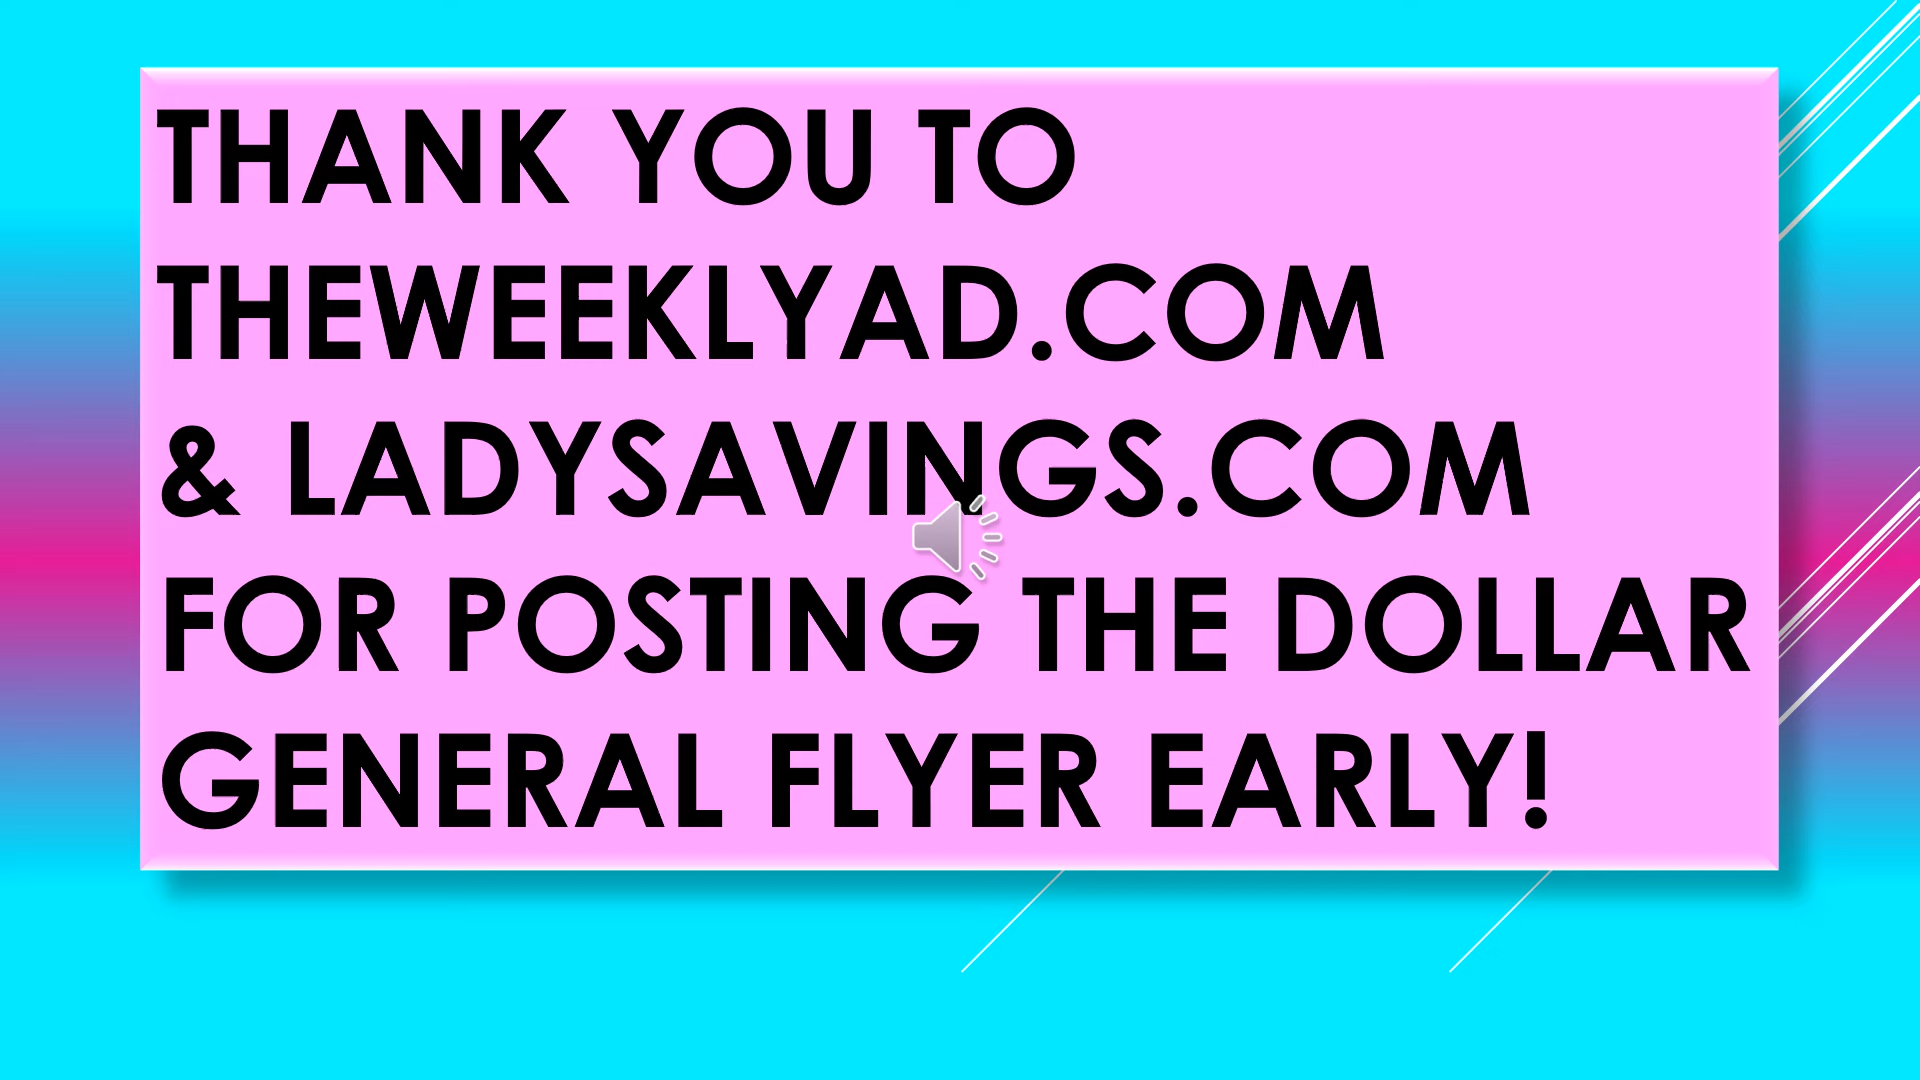 THANK YOU TO
THEWEEKLYAD.COM
& LADYSAVINGS.COM
FOR POSTING THE DOLLAR
GENERAL FLYER EARLY!